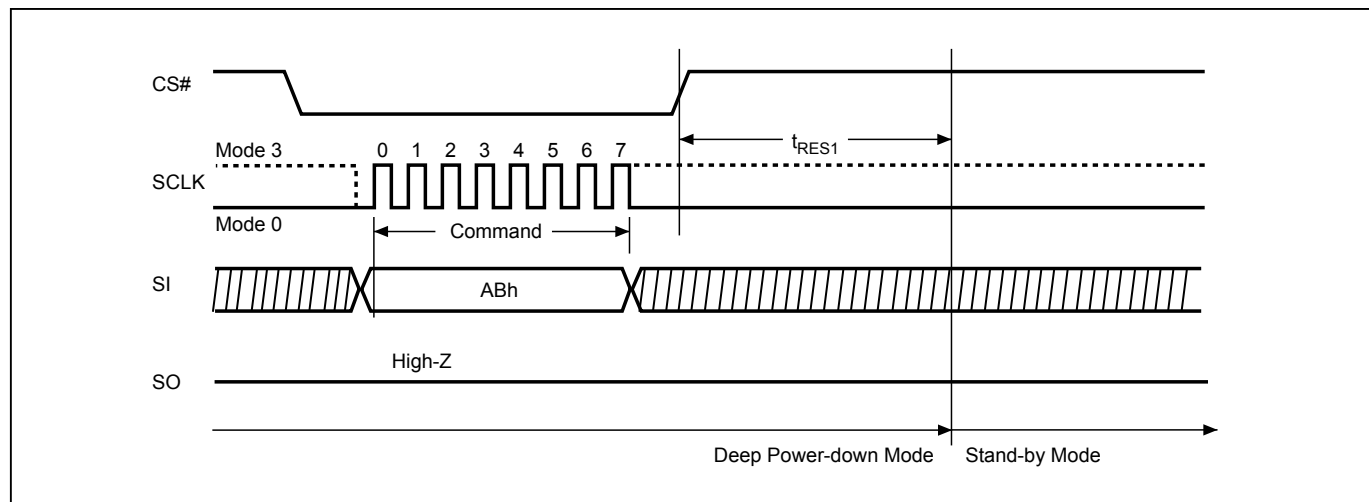 CS#
tRES1
Mode 3
0 1 2 3 4 5 6 7
SCLK
Mode 0
Command
SI
ABh
High-Z
SO
Deep Power-down Mode
Stand-by Mode